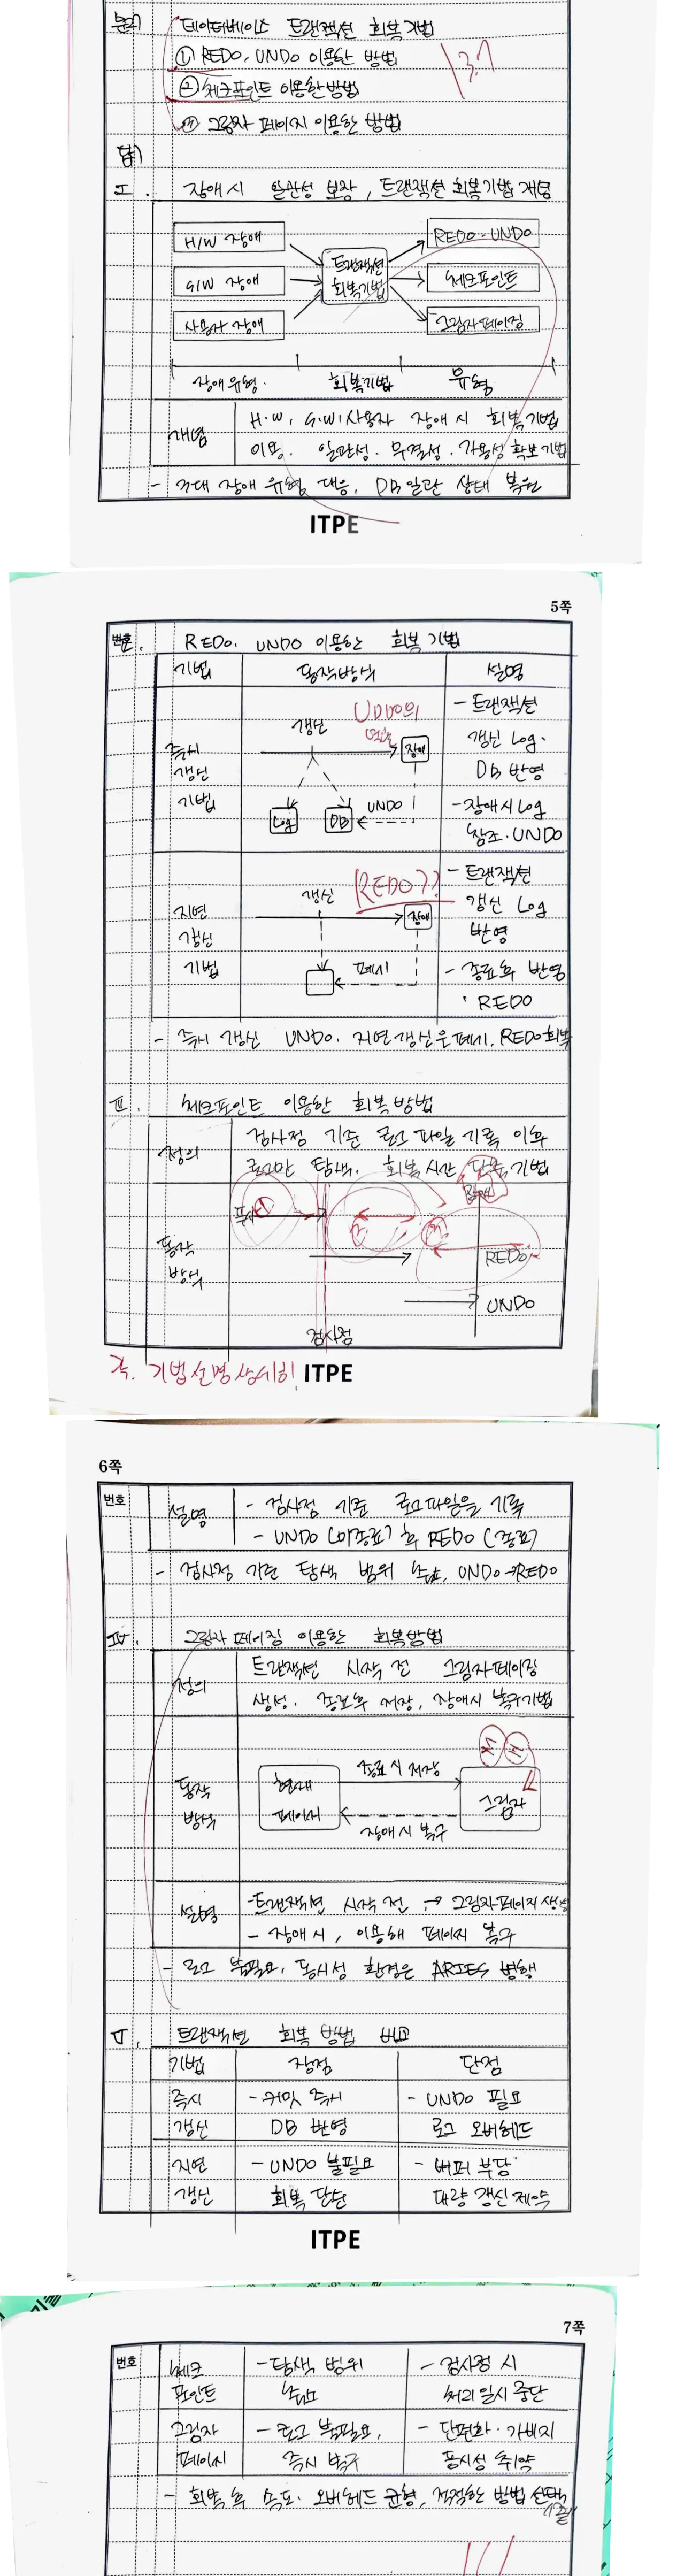 문제 데이터베이스 트랜잭션 회복기법
① REDO, UNDO 이용한 방법
② 체크포인트 이용한방법
③ 그림자 페이지 이용한 방법
답)
I. 장애시 일관성 보장, 트랜잭션 회복기법 개념
H/W 장애
S/W 장애
사용자 장애
트랜잭션
회복기법
REDO·UNDO
체크포인트
그림자페이징
장애유형 회복기법 유형
개념
H·W, S·W, 사용자 장애 시 회복기법
이용, 일관성·무결성·가용성 확보기법
- 3대 장애 유형 대응, DB 일관 상태 복원
ITPE
5쪽
번호 REDO, UNDO 이용한 회복 기법
기법 동작방식 설명
즉시
갱신
기법
갱신
UNDO의
장애
Log
DB
UNDO
- 트랜잭션
갱신 Log·
DB 반영
- 장애시 Log
참조·UNDO
지연
갱신
기법
갱신
REDO??
장애
폐지
- 트랜잭션
갱신 Log
반영
- 종료후 반영
REDO
- 즉시 갱신 UNDO, 지연갱신은 폐지, REDO회복
III. 체크포인트 이용한 회복 방법
정의
검사점 기준 로그 파일 기록 이후
로그만 탐색, 회복 시간 단축 기법
동작
방식
REDO
UNDO
검사점
각 기법설명 상세히
ITPE
6쪽
번호
설명
- 검사점 기준 로그파일을 기록
- UNDO (미종료) 후 REDO (종료)
- 검사점 기준 탐색 범위 축소, UNDO→REDO
IV. 그림자 페이징 이용한 회복방법
정의
트랜잭션 시작 전 그림자페이징
생성, 종료후 저장, 장애시 복구기법
동작
방식
현재
페이지
종료 시 저장
장애시 복구
그림자
설명
- 트랜잭션 시작 전 → 그림자페이지 생성
- 장애시, 이용해 페이지 복구
- 로그 불필요, 동시성 환경은 ARIES 병행
V. 트랜잭션 회복 방법 비교
기법 장점 단점
즉시
갱신
- 커밋 즉시
DB 반영
- UNDO 필요
로그 오버헤드
지연
갱신
- UNDO 불필요
회복 단순
- 버퍼 부담
대량 갱신 제약
ITPE
7쪽
번호
체크
포인트
- 탐색 범위
축소
- 검사점 시
처리 일시 중단
그림자
페이지
- 로그 불필요,
즉시 복구
- 단편화·가비지
동시성 취약
- 회복 후 속도·오버헤드 균형, 적절한 방법 선택
"끝"